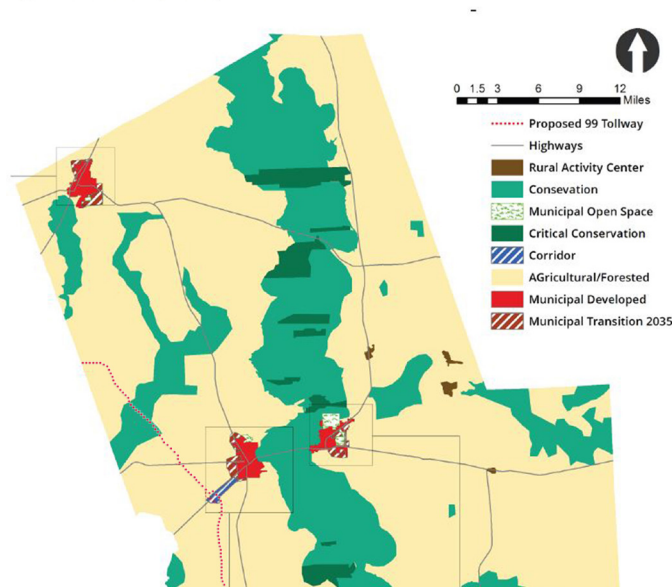 0 1.5 3 6 9 12
Miles
Proposed 99 Tollway
Highways
Rural Activity Center
Consevation
Municipal Open Space
Critical Conservation
Corridor
AGricultural/Forested
Municipal Developed
Municipal Transition 2035